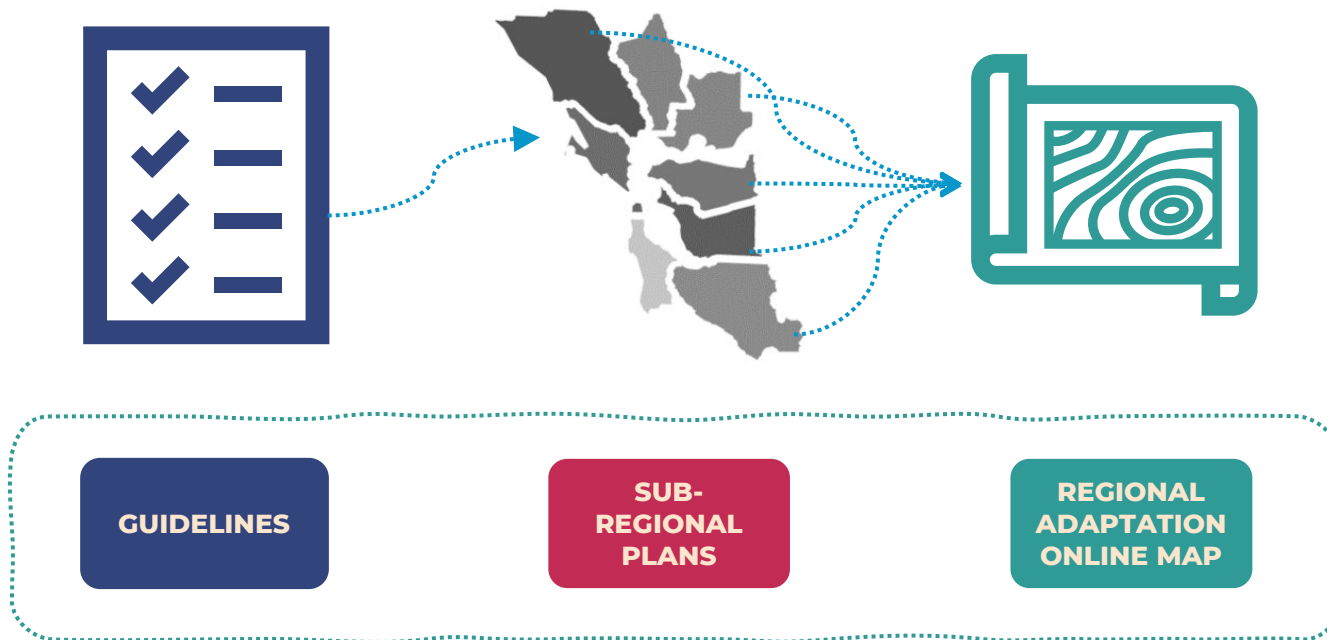 GUIDELINES
SUB-
REGIONAL
PLANS
REGIONAL
ADAPTATION
ONLINE MAP